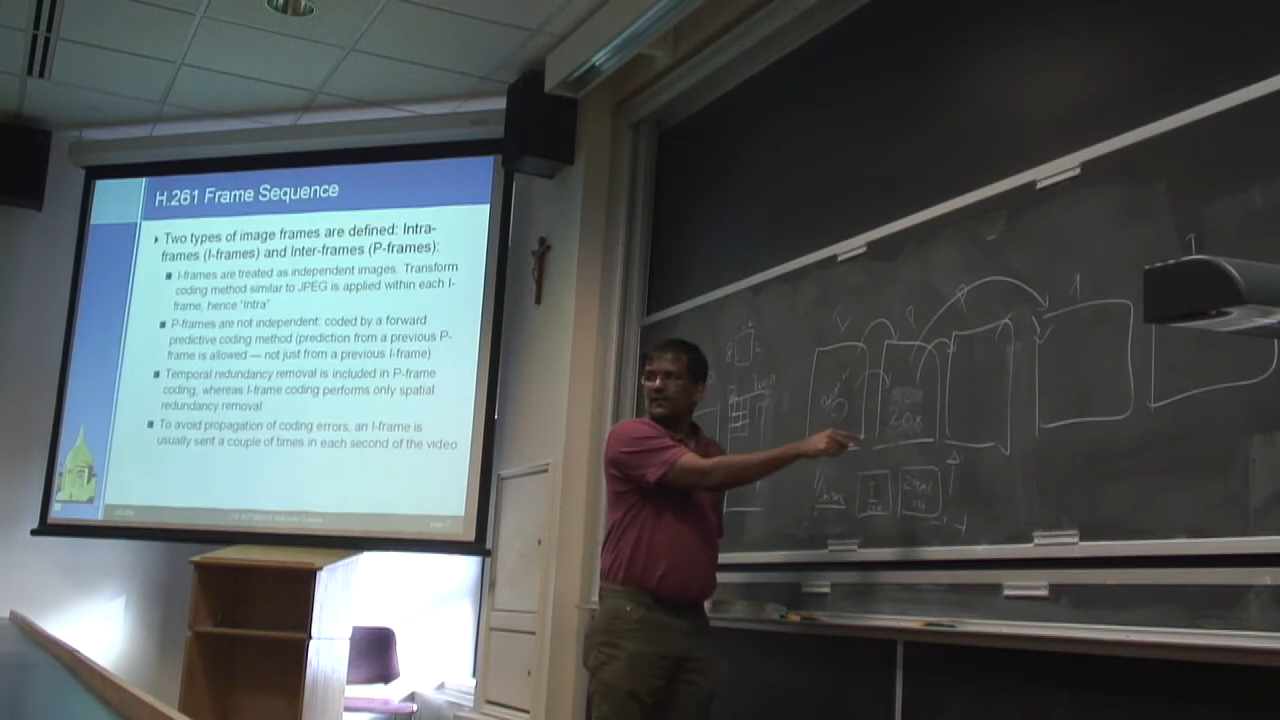 H.261 Frame Sequence
Two types of image frames are defined: Intra-
frames (I-frames) and Inter-frames (P-frames):
I-frames are treated as independent images. Transform
coding method similar to JPEG is applied within each I-
frame, hence "Intra"
P-frames are not independent: coded by a forward
predictive coding method (prediction from a previous P-
frame is allowed — not just from a previous I-frame)
Temporal redundancy removal is included in P-frame
coding, whereas I-frame coding performs only spatial
redundancy removal
To avoid propagation of coding errors, an I-frame is
usually sent a couple of times in each second of the video
P
P
I
20x
I